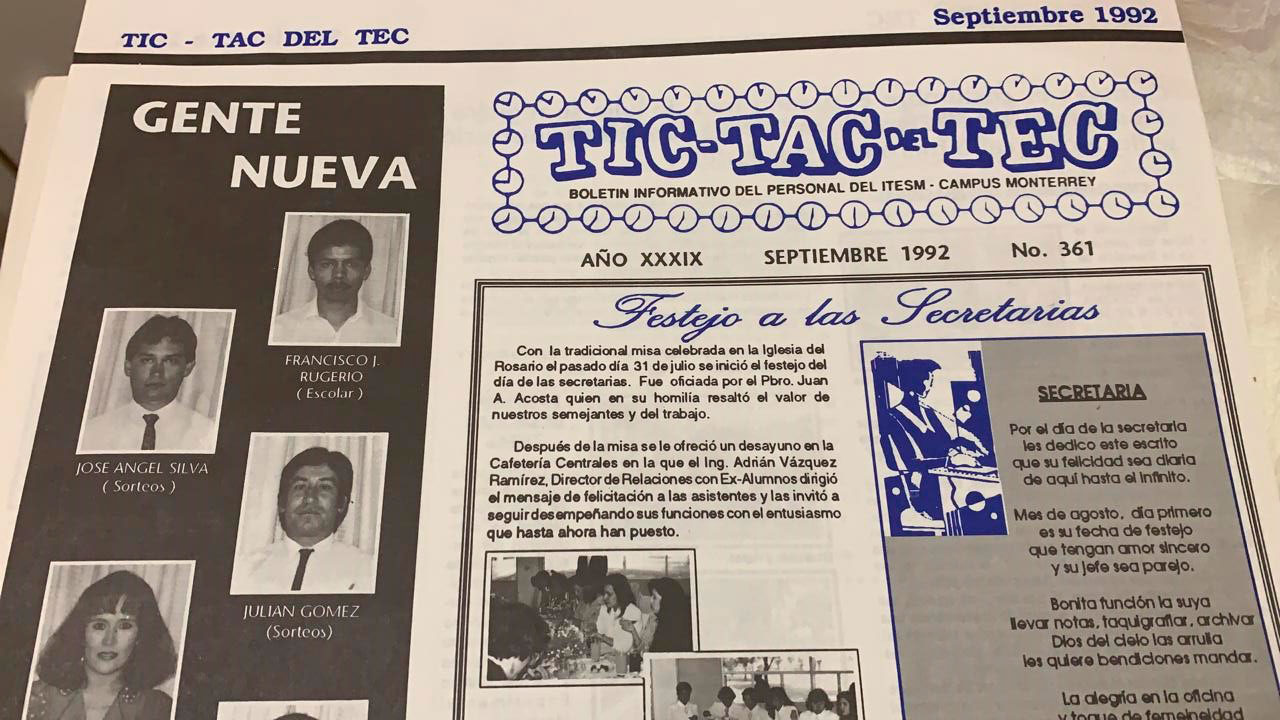 TIC - TAC DEL TEC
Septiembre 1992
GENTE
NUEVA
FRANCISCO J.
RUGERIO
( Escolar )
JOSE ANGEL SILVA
( Sorteos )
JULIAN GOMEZ
(Sorteos)
TIC-TAC DEL TEC
BOLETIN INFORMATIVO DEL PERSONAL DEL ITESM - CAMPUS MONTERREY
AÑO XXXIX SEPTIEMBRE 1992 No. 361
Festejo a las Secretarias
Con la tradicional misa celebrada en la Iglesia del
Rosario el pasado día 31 de julio se inició el festejo del
día de las secretarias. Fue oficiada por el Pbro. Juan
A. Acosta quien en su homilía resaltó el valor de
nuestros semejantes y del trabajo.
Después de la misa se le ofreció un desayuno en la
Cafetería Centrales en la que el Ing. Adrián Vázquez
Ramírez, Director de Relaciones con Ex-Alumnos dirigió
el mensaje de felicitación a las asistentes y las invitó a
seguir desempeñando sus funciones con el entusiasmo
que hasta ahora han puesto.
SECRETARIA
Por el día de la secretaria
les dedico este escrito
que su felicidad sea diaria
de aquí hasta el infinito.
Mes de agosto, día primero
es su fecha de festejo
que tengan amor sincero
y su jefe sea parejo.
Bonita función la suya
llevar notas, taquigrafiar, archivar
Dios del cielo las arrulla
les quiere bendiciones mandar.
La alegría en la oficina
y toque de femeineidad